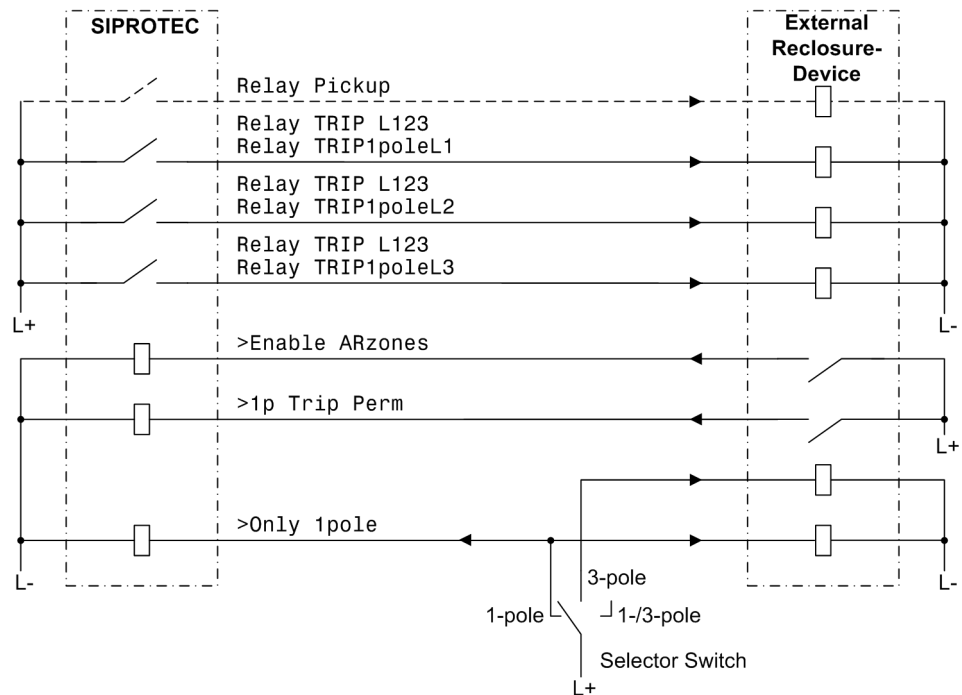 SIPROTEC
External
Reclosure-
Device
Relay Pickup
Relay TRIP L123
Relay TRIP1poleL1
Relay TRIP L123
Relay TRIP1poleL2
Relay TRIP L123
Relay TRIP1poleL3
L+
L-
>Enable ARzones
>1p Trip Perm
L+
>Only 1pole
L-
L-
3-pole
1-pole
1-/3-pole
Selector Switch
L+